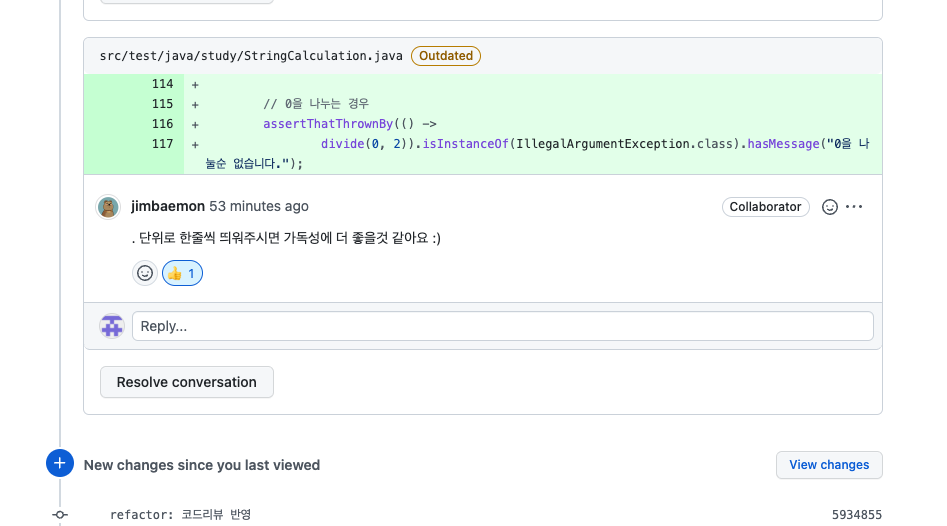 src/test/java/study/StringCalculation.java Outdated
114 +
115 + // 0을 나누는 경우
116 + assertThatThrownBy(() ->
117 + divide(0, 2)).isInstanceOf(IllegalArgumentException.class).hasMessage("0을 나
눌순 없습니다.");
jimbaemon 53 minutes ago Collaborator
. 단위로 한줄씩 띄워주시면 가독성에 더 좋을것 같아요 :)
👍 1
Reply...
Resolve conversation
New changes since you last viewed View changes
refactor: 코드리뷰 반영 5934855